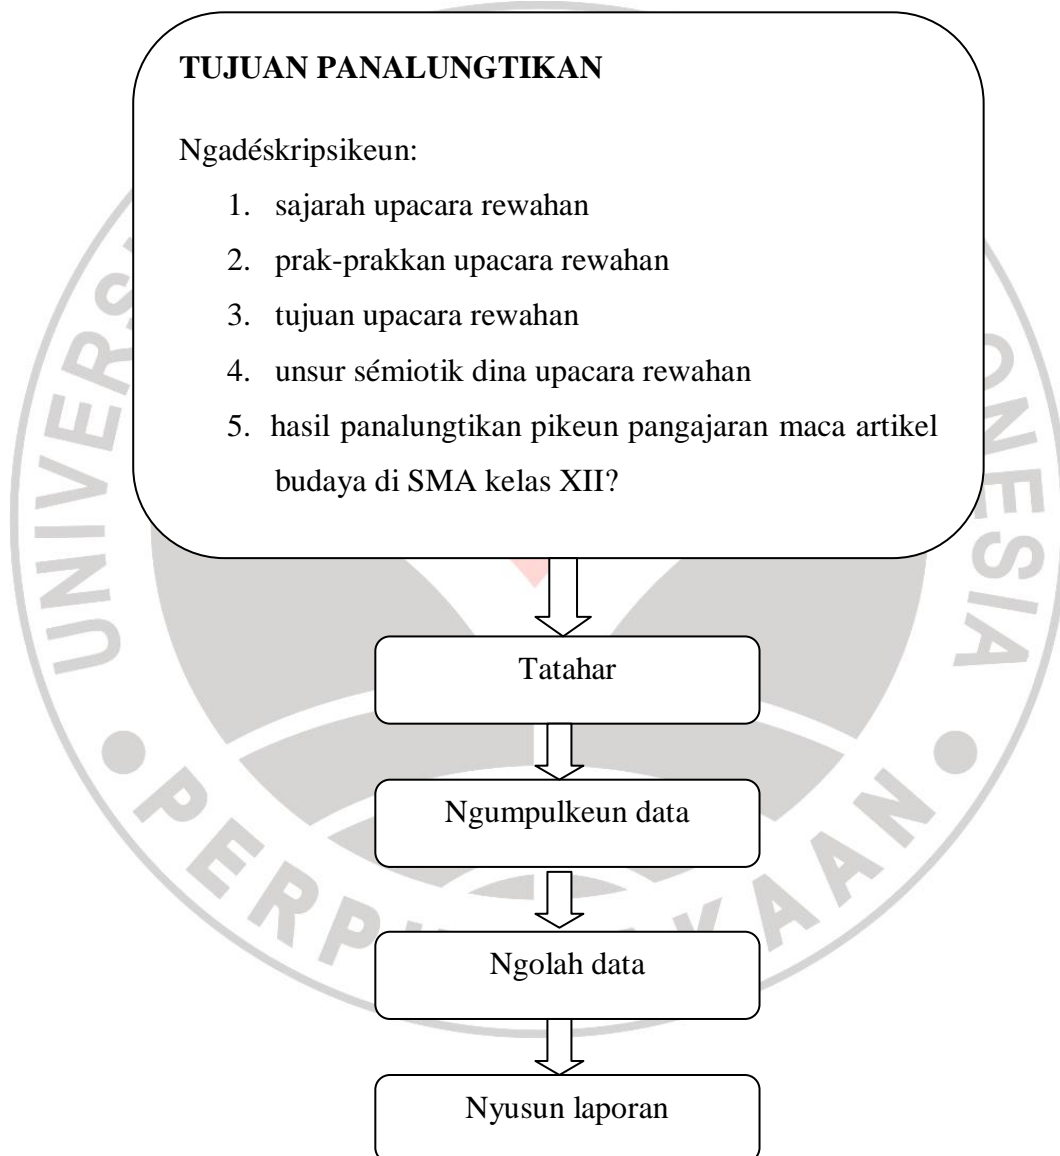 TUJUAN PANALUNGTIKAN
Ngadéskripsikeun:
1. sajarah upacara rewahan
2. prak-prakkan upacara rewahan
3. tujuan upacara rewahan
4. unsur sémiotik dina upacara rewahan
5. hasil panalungtikan pikeun pangajaran maca artikel
budaya di SMA kelas XII?
Tatahar
Ngumpulkeun data
Ngolah data
Nyusun laporan